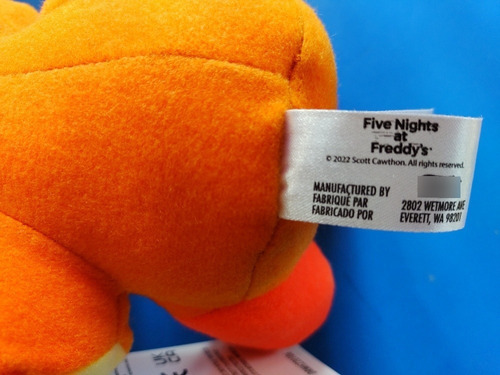 Five Nights
at
Freddy's
© 2022 Scott Cawthon. All rights reserved.
MANUFACTURED BY
FABRIQUÉ PAR
FABRICADO POR
2802 WETMORE AVE
EVERETT, WA 98201